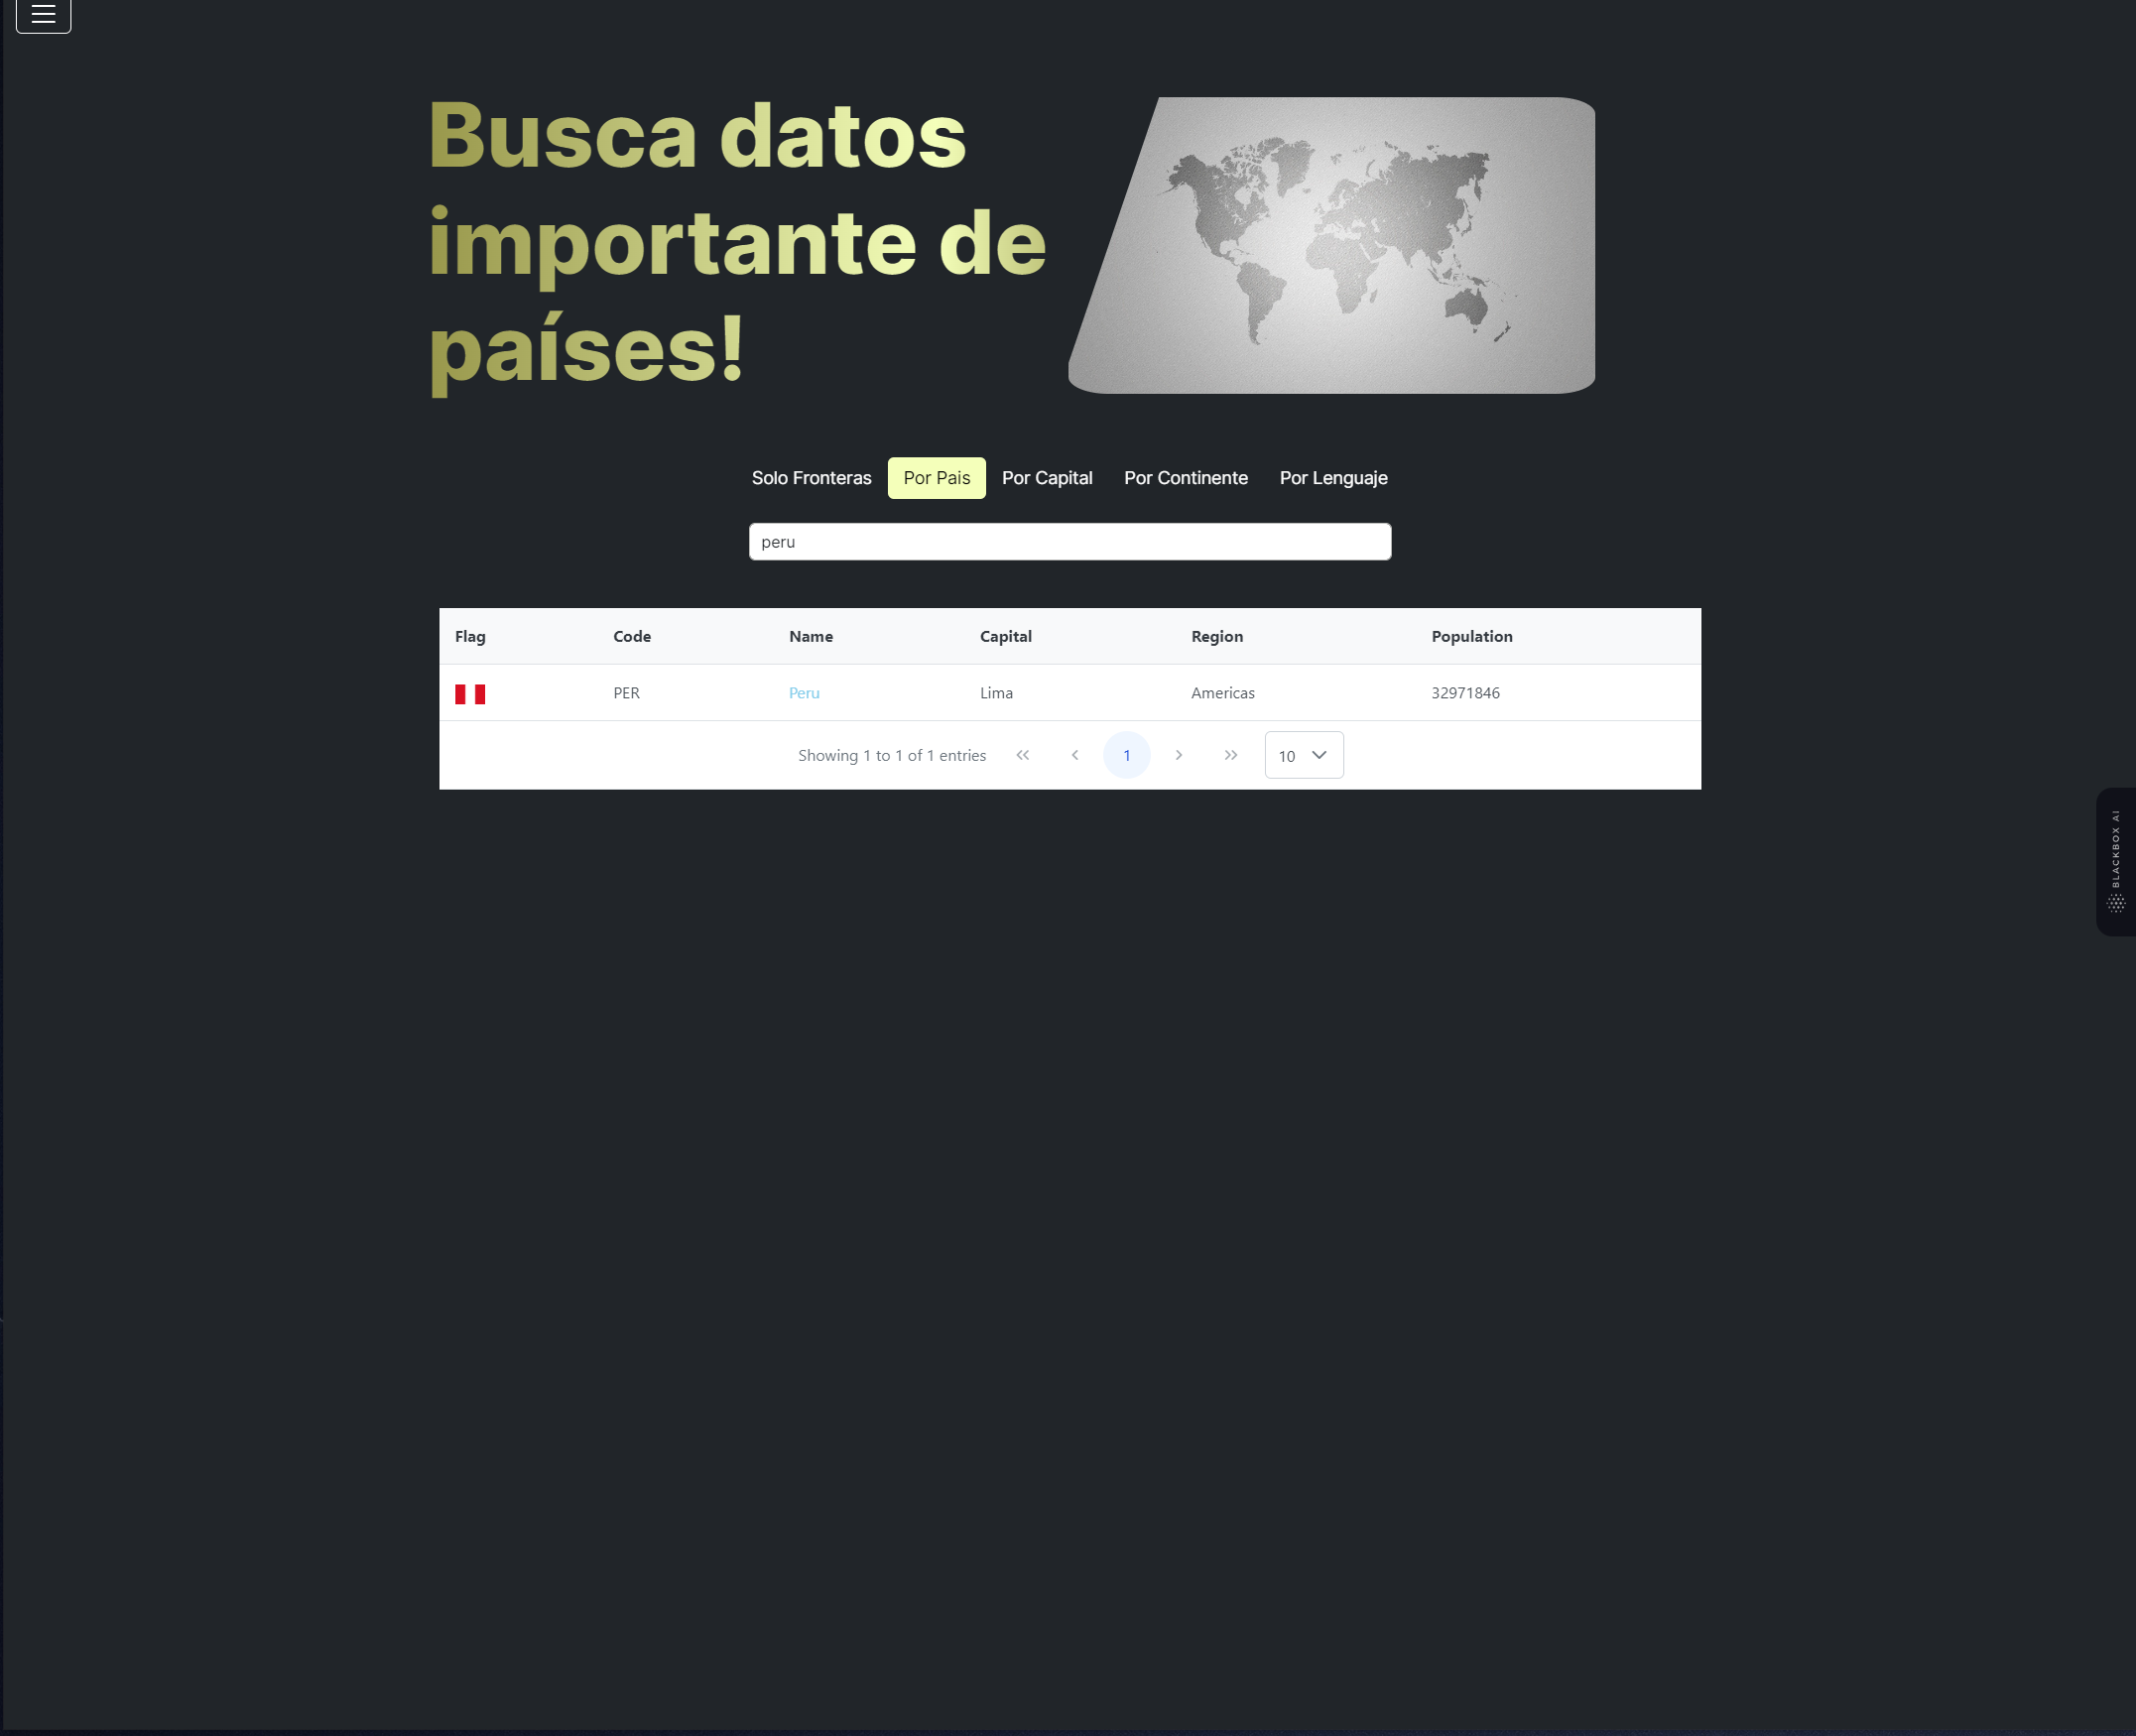 Busca datos
importante de
países!
Solo Fronteras Por Pais Por Capital Por Continente Por Lenguaje
peru
Flag Code Name Capital Region Population
PER Peru Lima Americas 32971846
Showing 1 to 1 of 1 entries 1 10
BLACKBOX AI